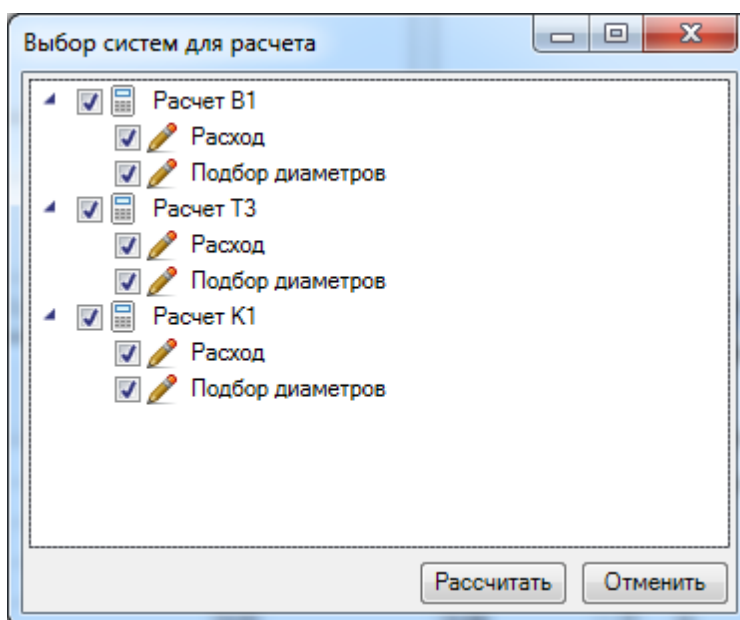 Выбор систем для расчета
Расчет В1
Расход
Подбор диаметров
Расчет Т3
Расход
Подбор диаметров
Расчет К1
Расход
Подбор диаметров
Рассчитать Отменить